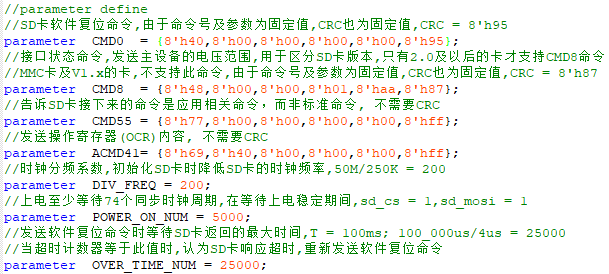 //parameter define
//SD卡软件复位命令,由于命令号及参数为固定值,CRC也为固定值,CRC = 8'h95
parameter  CMD0  = {8'h40,8'h00,8'h00,8'h00,8'h00,8'h95};
//接口状态命令,发送主设备的电压范围,用于区分SD卡版本,只有2.0及以后的卡才支持CMD8命令
//MMC卡及V1.x的卡,不支持此命令,由于命令号及参数为固定值,CRC也为固定值,CRC = 8'h87
parameter  CMD8  = {8'h48,8'h00,8'h00,8'h01,8'haa,8'h87};
//告诉SD卡接下来的命令是应用相关命令，而非标准命令, 不需要CRC
parameter  CMD55 = {8'h77,8'h00,8'h00,8'h00,8'h00,8'hff};
//发送操作寄存器(OCR)内容, 不需要CRC
parameter  ACMD41= {8'h69,8'h40,8'h00,8'h00,8'h00,8'hff};
//时钟分频系数,初始化SD卡时降低SD卡的时钟频率,50M/250K = 200
parameter  DIV_FREQ = 200;
//上电至少等待74个同步时钟周期,在等待上电稳定期间,sd_cs = 1,sd_mosi = 1
parameter  POWER_ON_NUM = 5000;
//发送软件复位命令时等待SD卡返回的最大时间,T = 100ms; 100_000us/4us = 25000
//当超时计数器等于此值时,认为SD卡响应超时,重新发送软件复位命令
parameter  OVER_TIME_NUM = 25000;